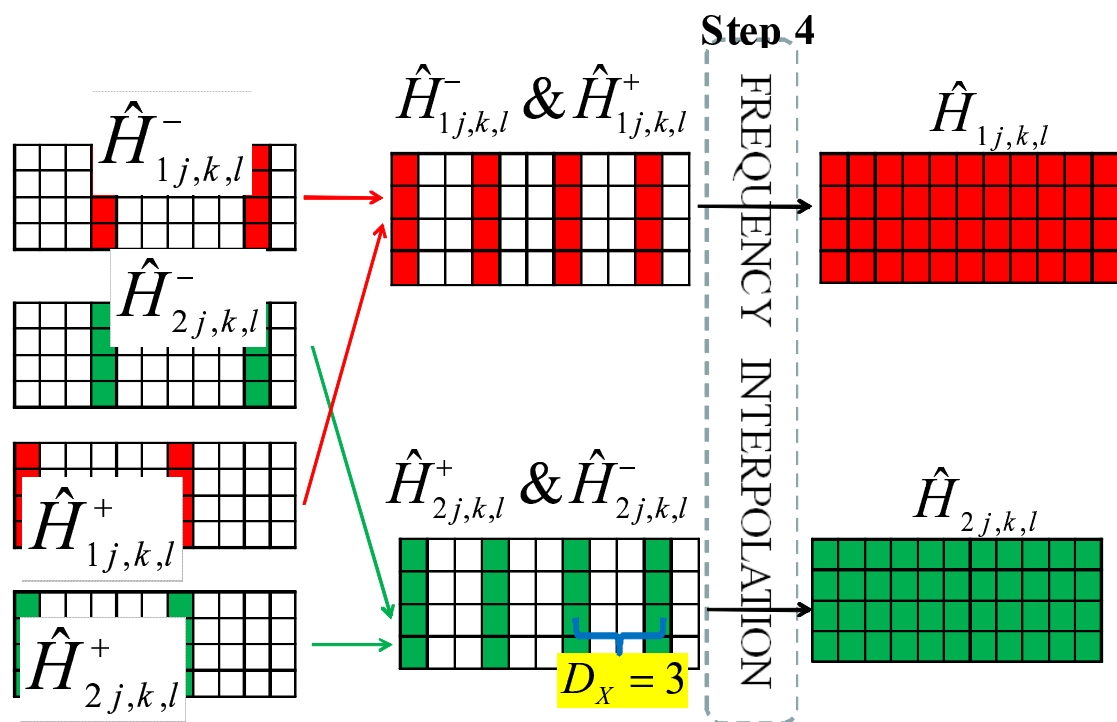 Step 4
Ĥ⁻₁ⱼ,ₖ,ₗ
Ĥ⁻₂ⱼ,ₖ,ₗ
Ĥ⁺₁ⱼ,ₖ,ₗ
Ĥ⁺₂ⱼ,ₖ,ₗ
Ĥ⁻₁ⱼ,ₖ,ₗ & Ĥ⁺₁ⱼ,ₖ,ₗ
Ĥ⁺₂ⱼ,ₖ,ₗ & Ĥ⁻₂ⱼ,ₖ,ₗ
D_X = 3
FREQUENCY INTERPOLATION
Ĥ₁ⱼ,ₖ,ₗ
Ĥ₂ⱼ,ₖ,ₗ